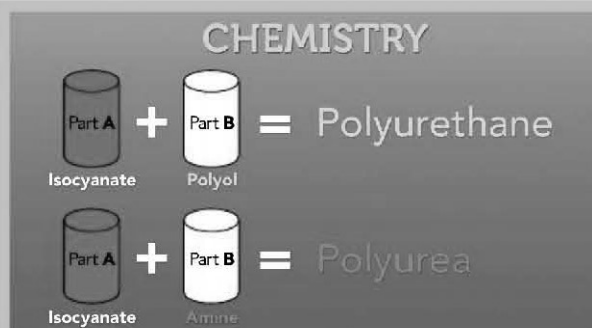 CHEMISTRY
Part A + Part B = Polyurethane
Isocyanate Polyol
Part A + Part B = Polyurea
Isocyanate Amine